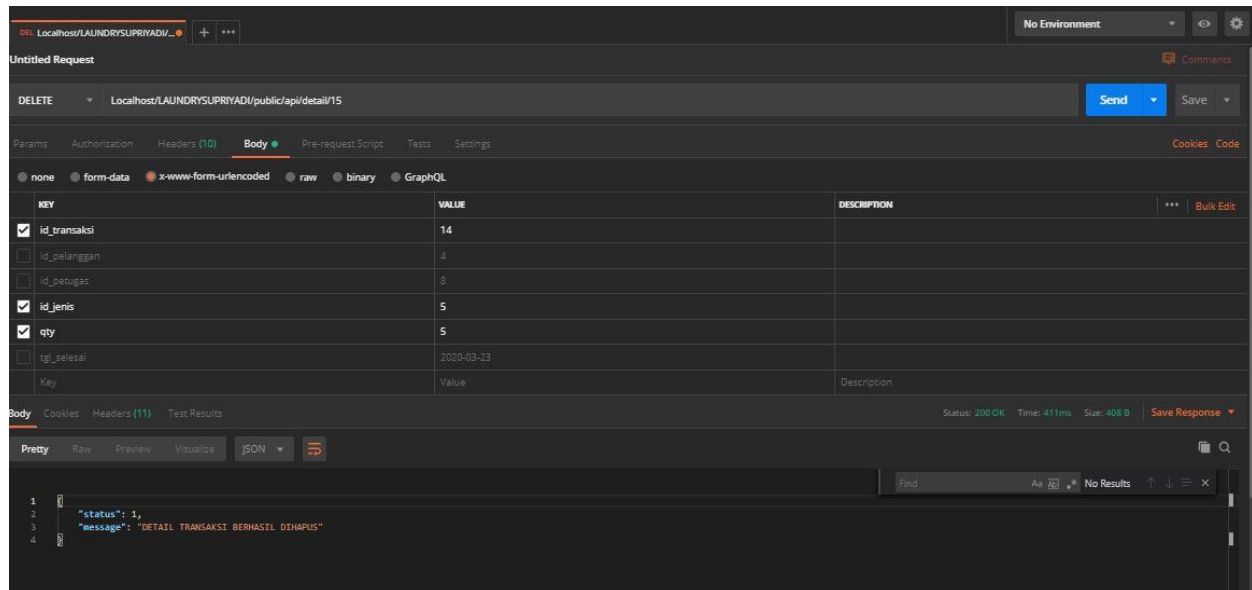 DEL Localhost/LAUNDRYSUPRIYADI/... + ••• No Environment
Untitled Request Comments
DELETE Localhost/LAUNDRYSUPRIYADI/public/api/detail/15 Send Save
Params Authorization Headers (10) Body Pre-request Script Tests Settings Cookies Code
none form-data x-www-form-urlencoded raw binary GraphQL
KEY VALUE DESCRIPTION ••• Bulk Edit
id_transaksi 14
id_pelanggan 4
id_petugas 8
id_jenis 5
qty 5
tgl_selesai 2020-03-23
Key Value Description
Body Cookies Headers (11) Test Results Status: 200 OK Time: 411ms Size: 408 B Save Response
Pretty Raw Preview Visualize JSON
Find Aa Abl .* No Results
1 {
2 "status": 1,
3 "message": "DETAIL TRANSAKSI BERHASIL DIHAPUS"
4 }